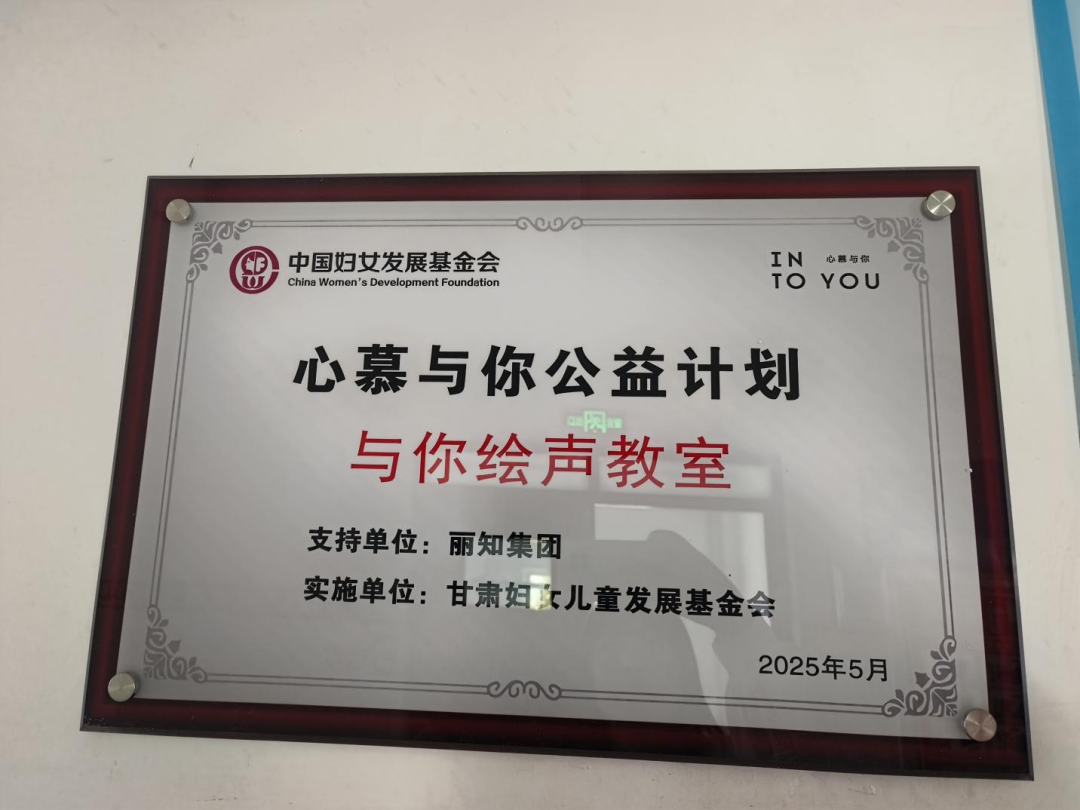 中国妇女发展基金会
China Women's Development Foundation
IN
心慕与你
TO YOU
心慕与你公益计划
与你绘声教室
支持单位：丽知集团
实施单位：甘肃妇女儿童发展基金会
2025年5月